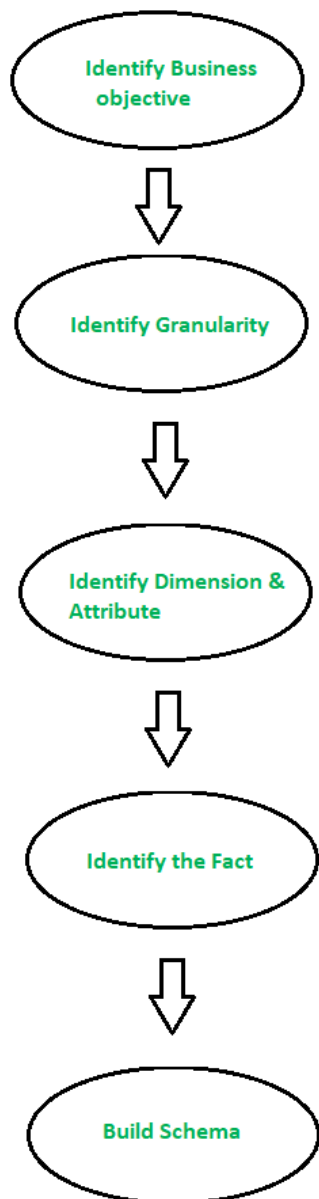 Identify Business
objective
Identify Granularity
Identify Dimension &
Attribute
Identify the Fact
Build Schema